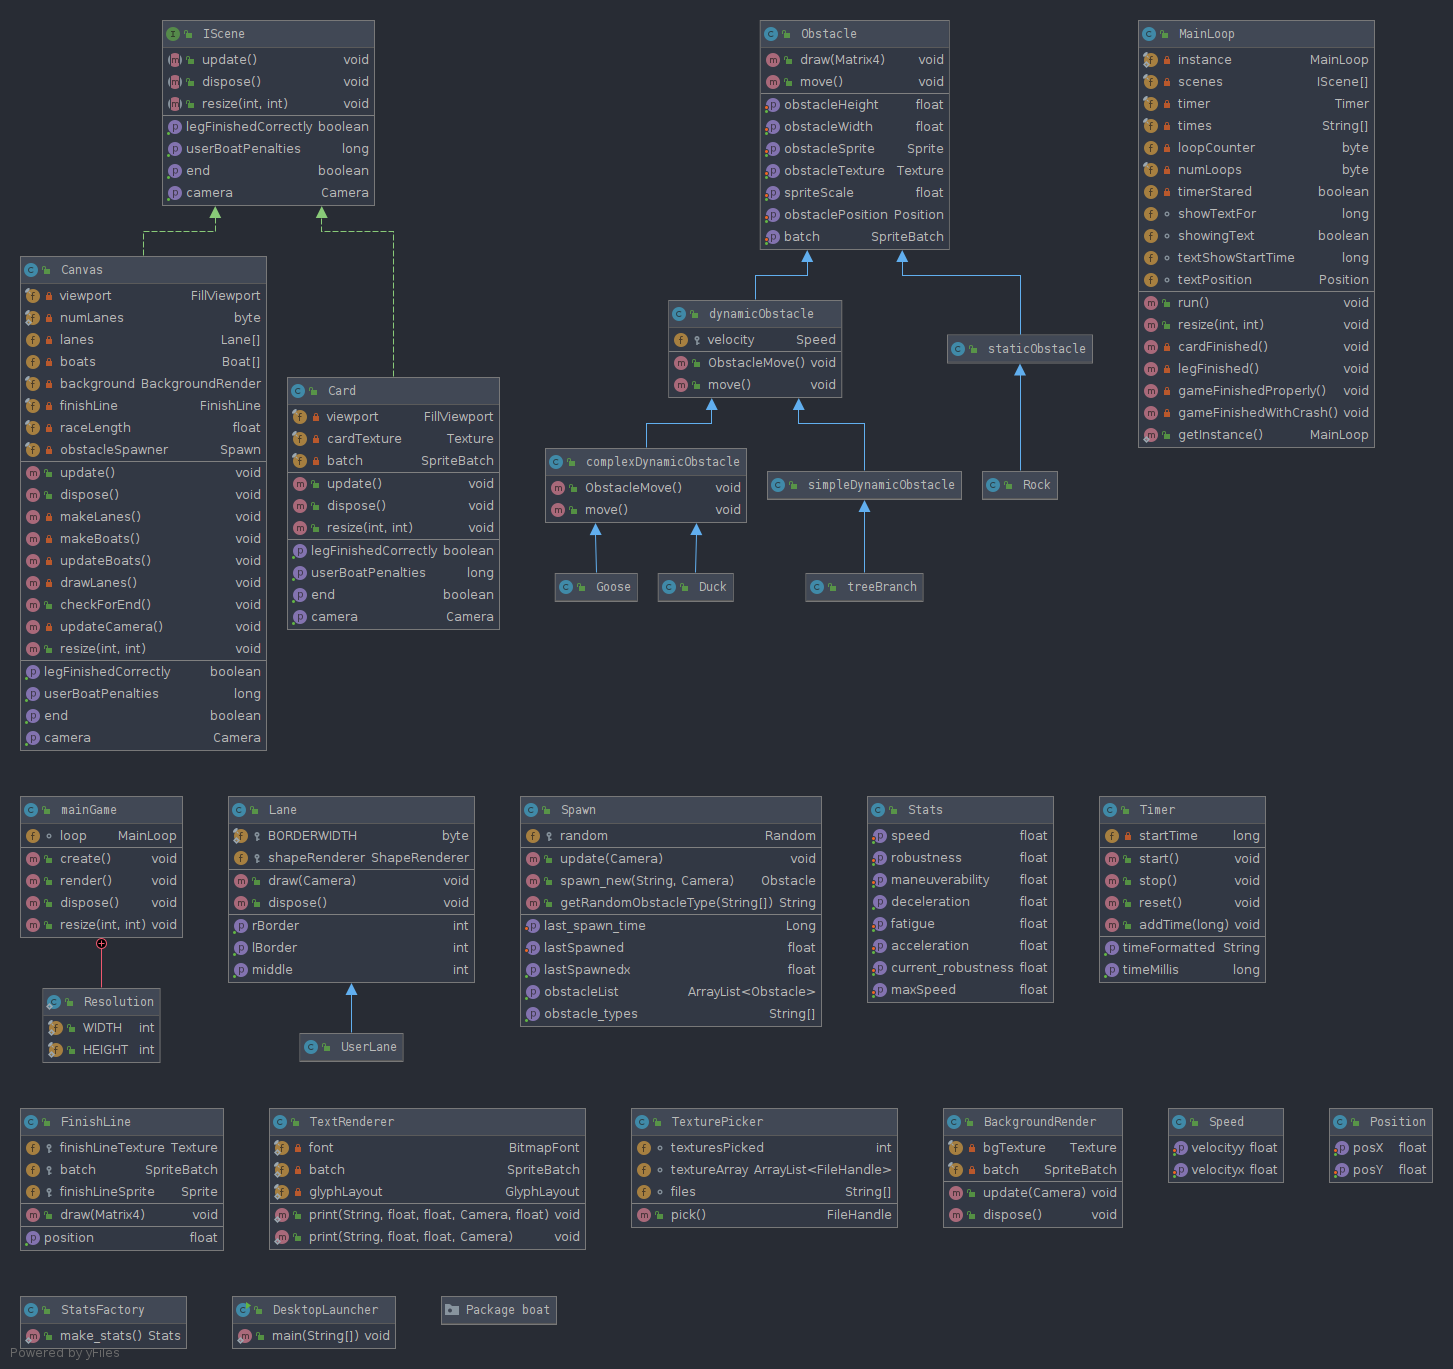 IScene
update() void
dispose() void
resize(int, int) void
legFinishedCorrectly boolean
userBoatPenalties long
end boolean
camera Camera
Obstacle
draw(Matrix4) void
move() void
obstacleHeight float
obstacleWidth float
obstacleSprite Sprite
obstacleTexture Texture
spriteScale float
obstaclePosition Position
batch SpriteBatch
MainLoop
instance MainLoop
scenes IScene[]
timer Timer
times String[]
loopCounter byte
numLoops byte
timerStared boolean
showTextFor long
showingText boolean
textShowStartTime long
textPosition Position
run() void
resize(int, int) void
cardFinished() void
legFinished() void
gameFinishedProperly() void
gameFinishedWithCrash() void
getInstance() MainLoop
Canvas
viewport FillViewport
numLanes byte
lanes Lane[]
boats Boat[]
background BackgroundRender
finishLine FinishLine
raceLength float
obstacleSpawner Spawn
update() void
dispose() void
makeLanes() void
makeBoats() void
updateBoats() void
drawLanes() void
checkForEnd() void
updateCamera() void
resize(int, int) void
legFinishedCorrectly boolean
userBoatPenalties long
end boolean
camera Camera
Card
viewport FillViewport
cardTexture Texture
batch SpriteBatch
update() void
dispose() void
resize(int, int) void
legFinishedCorrectly boolean
userBoatPenalties long
end boolean
camera Camera
dynamicObstacle
velocity Speed
ObstacleMove() void
move() void
staticObstacle
complexDynamicObstacle
ObstacleMove() void
move() void
simpleDynamicObstacle
Rock
Goose
Duck
treeBranch
mainGame
loop MainLoop
create() void
render() void
dispose() void
resize(int, int) void
Resolution
WIDTH int
HEIGHT int
Lane
BORDERWIDTH byte
shapeRenderer ShapeRenderer
draw(Camera) void
dispose() void
rBorder int
lBorder int
middle int
UserLane
Spawn
random Random
update(Camera) void
spawn_new(String, Camera) Obstacle
getRandomObstacleType(String[]) String
last_spawn_time Long
lastSpawned float
lastSpawnedx float
obstacleList ArrayList<Obstacle>
obstacle_types String[]
Stats
speed float
robustness float
maneuverability float
deceleration float
fatigue float
acceleration float
current_robustness float
maxSpeed float
Timer
startTime long
start() void
stop() void
reset() void
addTime(long) void
timeFormatted String
timeMillis long
FinishLine
finishLineTexture Texture
batch SpriteBatch
finishLineSprite Sprite
draw(Matrix4) void
position float
TextRenderer
font BitmapFont
batch SpriteBatch
glyphLayout GlyphLayout
print(String, float, float, Camera, float) void
print(String, float, float, Camera) void
TexturePicker
texturesPicked int
textureArray ArrayList<FileHandle>
files String[]
pick() FileHandle
BackgroundRender
bgTexture Texture
batch SpriteBatch
update(Camera) void
dispose() void
Speed
velocityy float
velocityx float
Position
posX float
posY float
StatsFactory
make_stats() Stats
DesktopLauncher
main(String[]) void
Package boat
Powered by yFiles